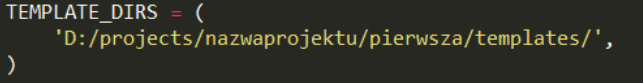 TEMPLATE_DIRS = (
    'D:/projects/nazwaprojektu/pierwsza/templates/',
)